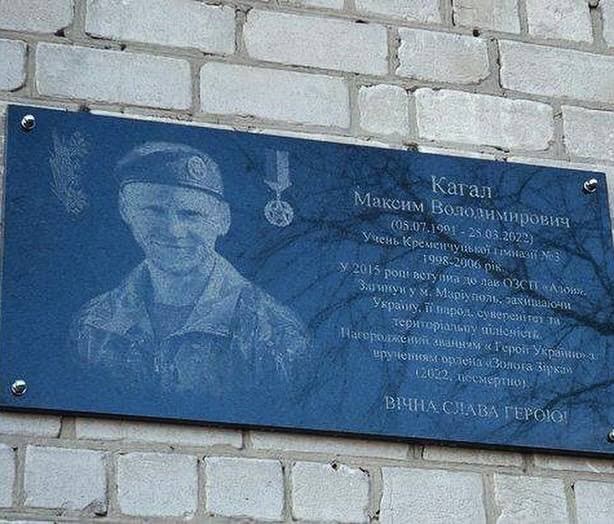 Кагал
Максим Володимирович
(05.07.1991 - 25.03.2022)
Учень Кременчуцької гімназії №3
1998-2006 рік.
У 2015 році вступив до лав ОЗСП «Азов».
Загинув у м. Маріуполь, захищаючи
Україну, її народ, суверенітет та
територіальну цілісність.
Нагороджений званням « Герой України» з
врученням ордена «Золота Зірка»
(2022, посмертно).
ВІЧНА СЛАВА ГЕРОЮ!